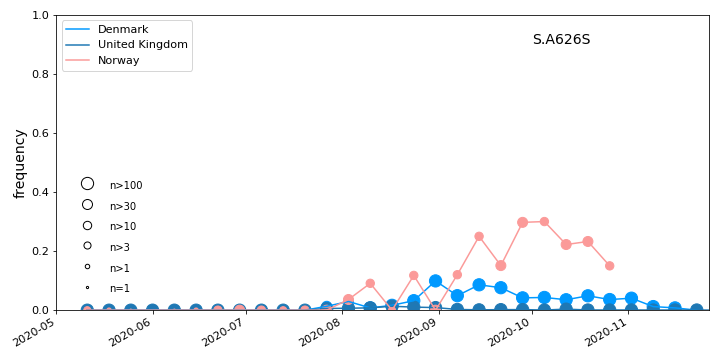 S.A626S
Denmark
United Kingdom
Norway
1.0
0.8
0.6
0.4
0.2
0.0
frequency
n>100
n>30
n>10
n>3
n>1
n=1
2020-05
2020-06
2020-07
2020-08
2020-09
2020-10
2020-11